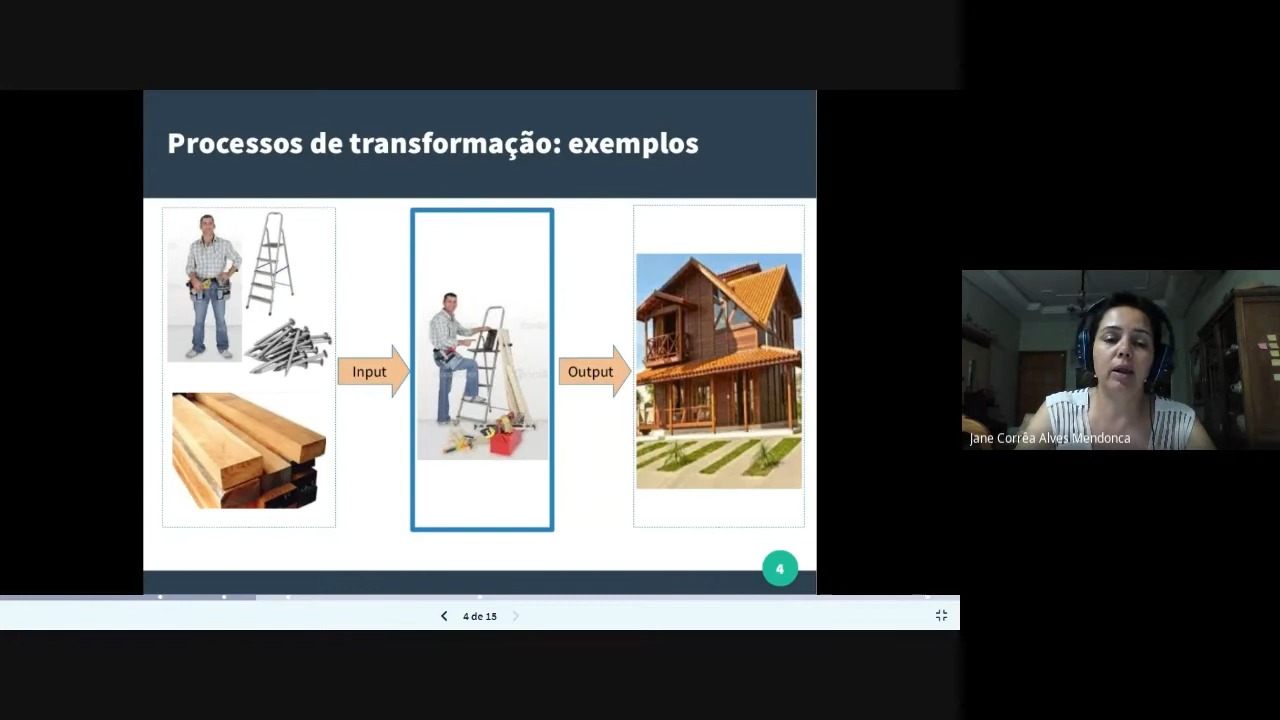 Processos de transformação: exemplos
Input
Output
4
4 de 15
Jane Corrêa Alves Mendonca